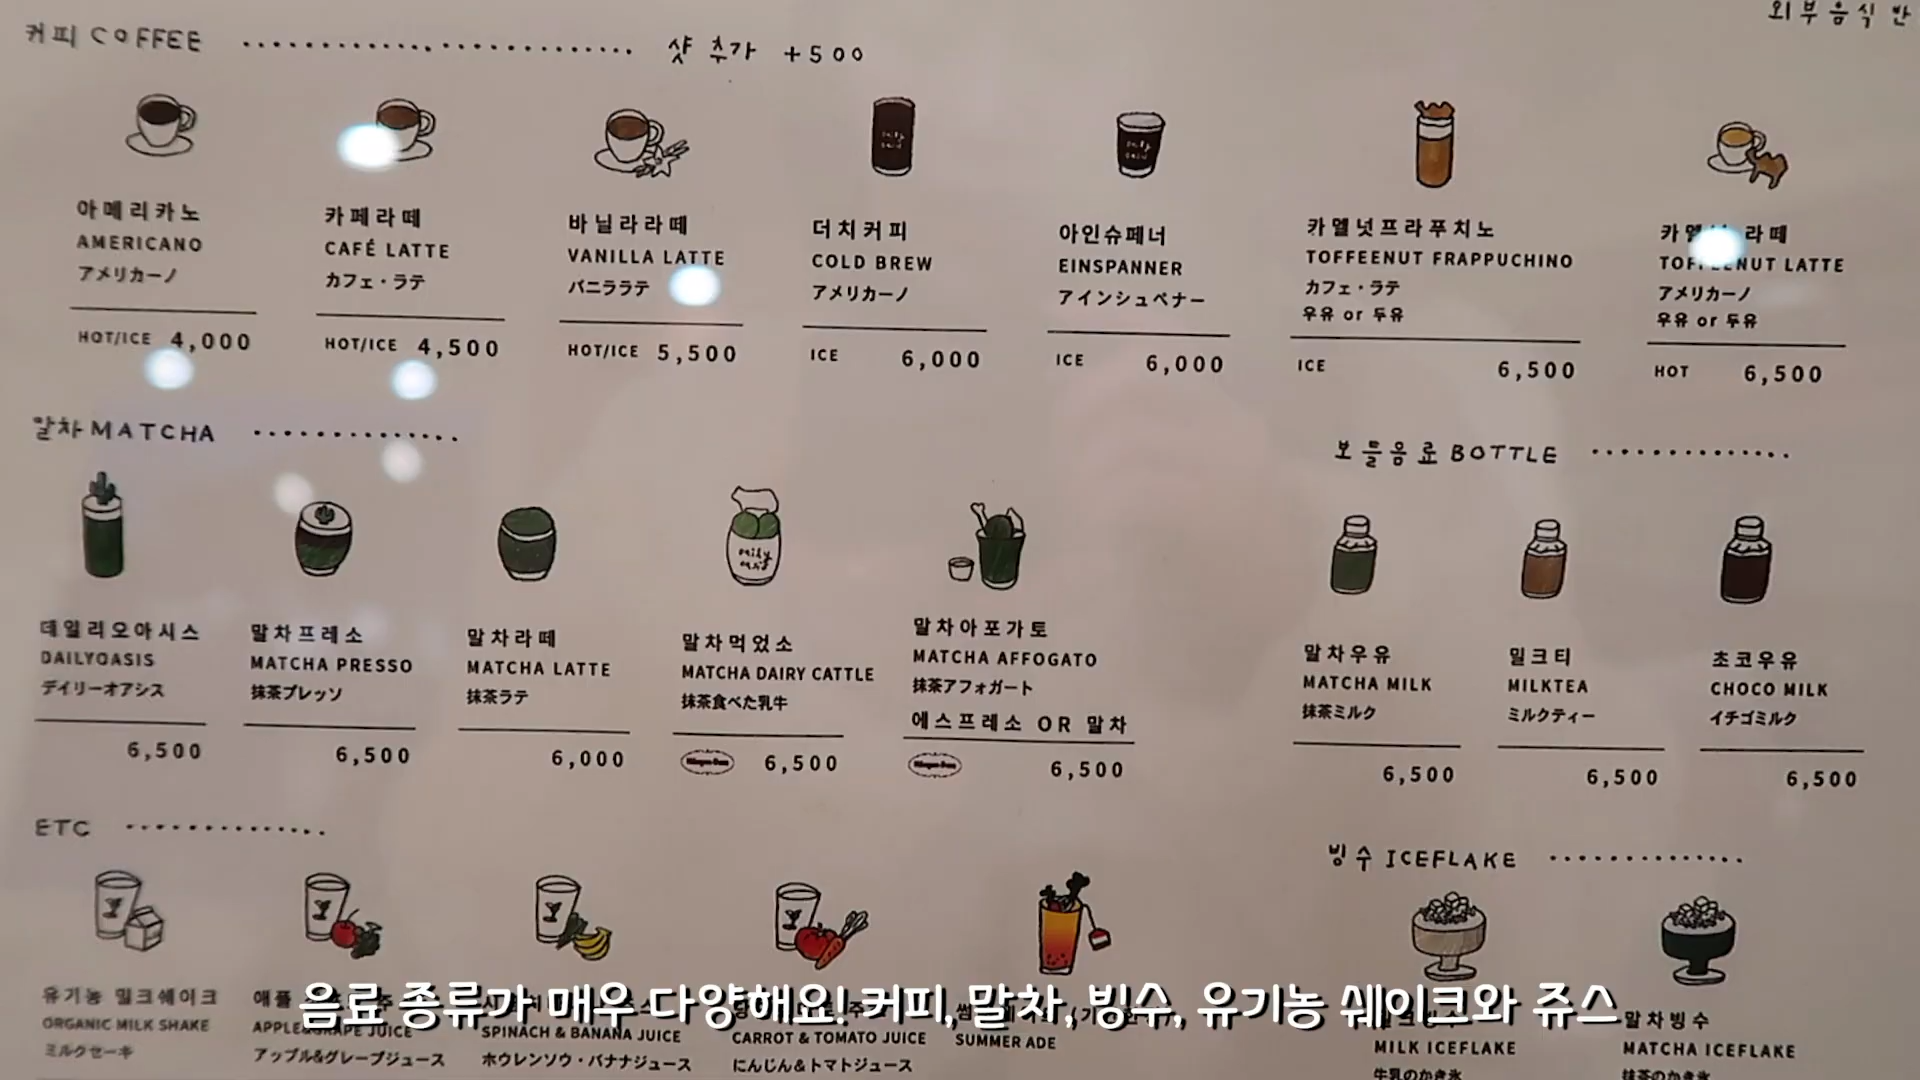 외부음식 반
커피 COFFEE 샷 추가 +500
아메리카노
AMERICANO
アメリカーノ
HOT/ICE 4,000
카페라떼
CAFÉ LATTE
カフェ・ラテ
HOT/ICE 4,500
바닐라라떼
VANILLA LATTE
バニララテ
HOT/ICE 5,500
더치커피
COLD BREW
アメリカーノ
ICE 6,000
아인슈페너
EINSPANNER
アインシュペナー
ICE 6,000
카멜넛프라푸치노
TOFFEENUT FRAPPUCHINO
カフェ・ラテ
우유 or 두유
ICE 6,500
라떼
TOFFEENUT LATTE
アメリカーノ
우유 or 두유
HOT 6,500
말차 MATCHA
데일리오아시스
DAILYOASIS
デイリーオアシス
6,500
말차프레소
MATCHA PRESSO
抹茶プレッソ
6,500
말차라떼
MATCHA LATTE
抹茶ラテ
6,000
말차먹었소
MATCHA DAIRY CATTLE
抹茶食べた乳牛
6,500
말차아포가토
MATCHA AFFOGATO
抹茶アフォガート
에스프레소 OR 말차
6,500
보틀음료 BOTTLE
말차우유
MATCHA MILK
抹茶ミルク
6,500
밀크티
MILKTEA
ミルクティー
6,500
초코우유
CHOCO MILK
イチゴミルク
6,500
ETC
유기농 밀크쉐이크
ORGANIC MILK SHAKE
ミルクセーキ
애플
APPLE&GRAPE JUICE
アップル&グレープジュース
SPINACH & BANANA JUICE
ホウレンソウ・バナナジュース
CARROT & TOMATO JUICE
にんじん&トマトジュース
SUMMER ADE
빙수 ICEFLAKE
MILK ICEFLAKE
牛乳のかき氷
말차빙수
MATCHA ICEFLAKE
抹茶のかき氷
음료 종류가 매우 다양해요! 커피, 말차, 빙수, 유기농 쉐이크와 쥬스